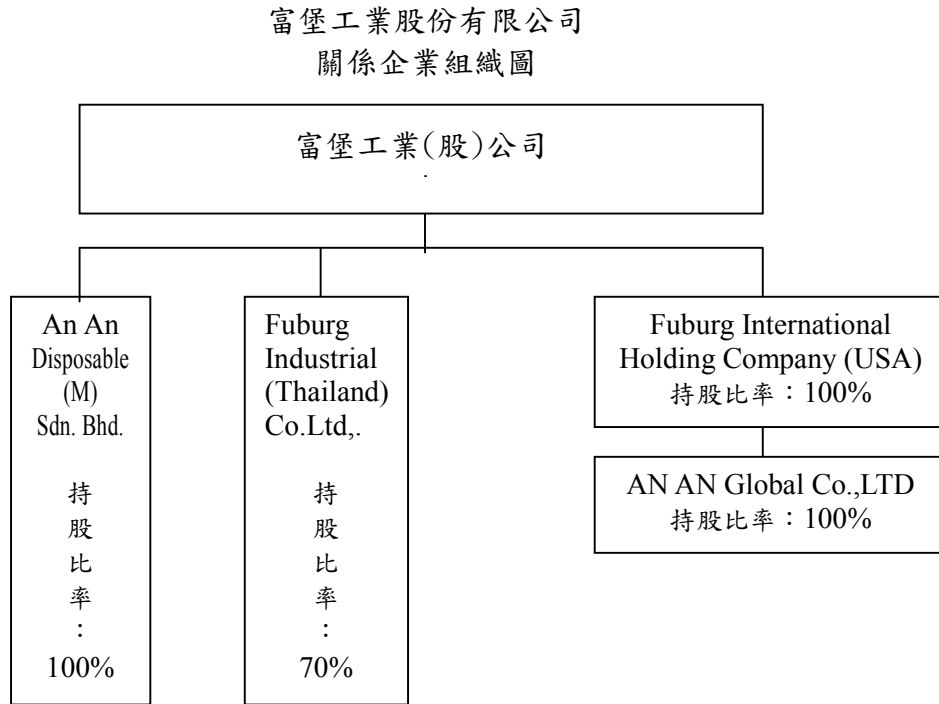 富堡工業股份有限公司
關係企業組織圖
富堡工業(股)公司
An An
Disposable
(M)
Sdn. Bhd.
持
股
比
率
：
100%
Fuburg
Industrial
(Thailand)
Co.Ltd,.
持
股
比
率
：
70%
Fuburg International
Holding Company (USA)
持股比率：100%
AN AN Global Co.,LTD
持股比率：100%